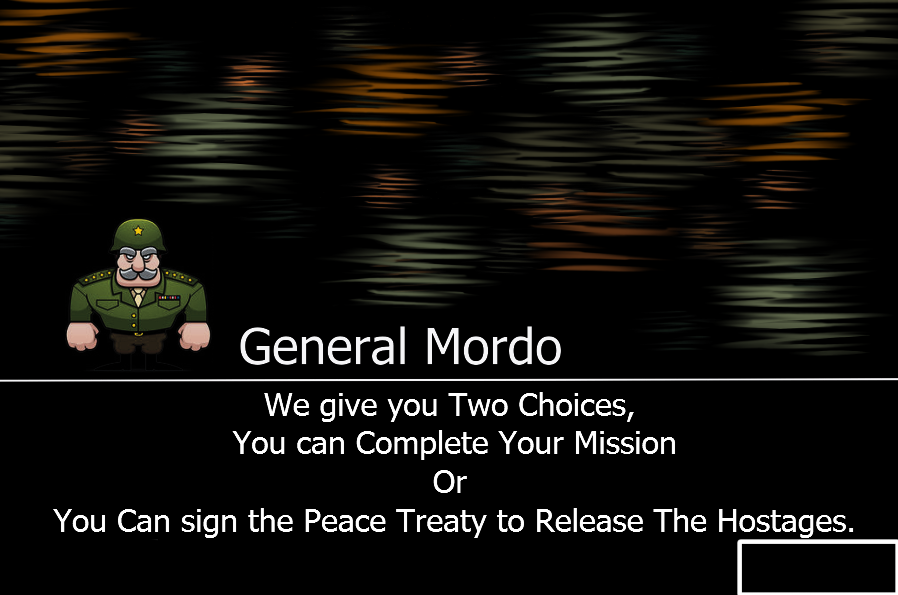 General Mordo
We give you Two Choices,
You can Complete Your Mission
Or
You Can sign the Peace Treaty to Release The Hostages.